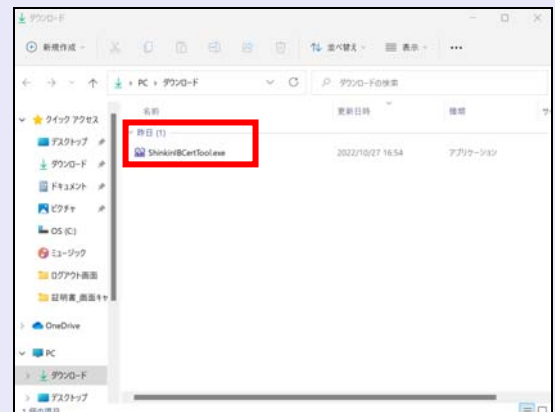 ダウンロード
新規作成
並べ替え
表示
PC › ダウンロード
ダウンロードの検索
名前
更新日時
種類
クイック アクセス
昨日 (1)
デスクトップ
ShinkinIBCertTool.exe
2022/10/27 16:54
アプリケーション
ダウンロード
ドキュメント
ピクチャ
OS (C:)
ミュージック
ログアウト画面
証明書_画面キャ
OneDrive
PC
ダウンロード
デスクトップ
1 個の項目